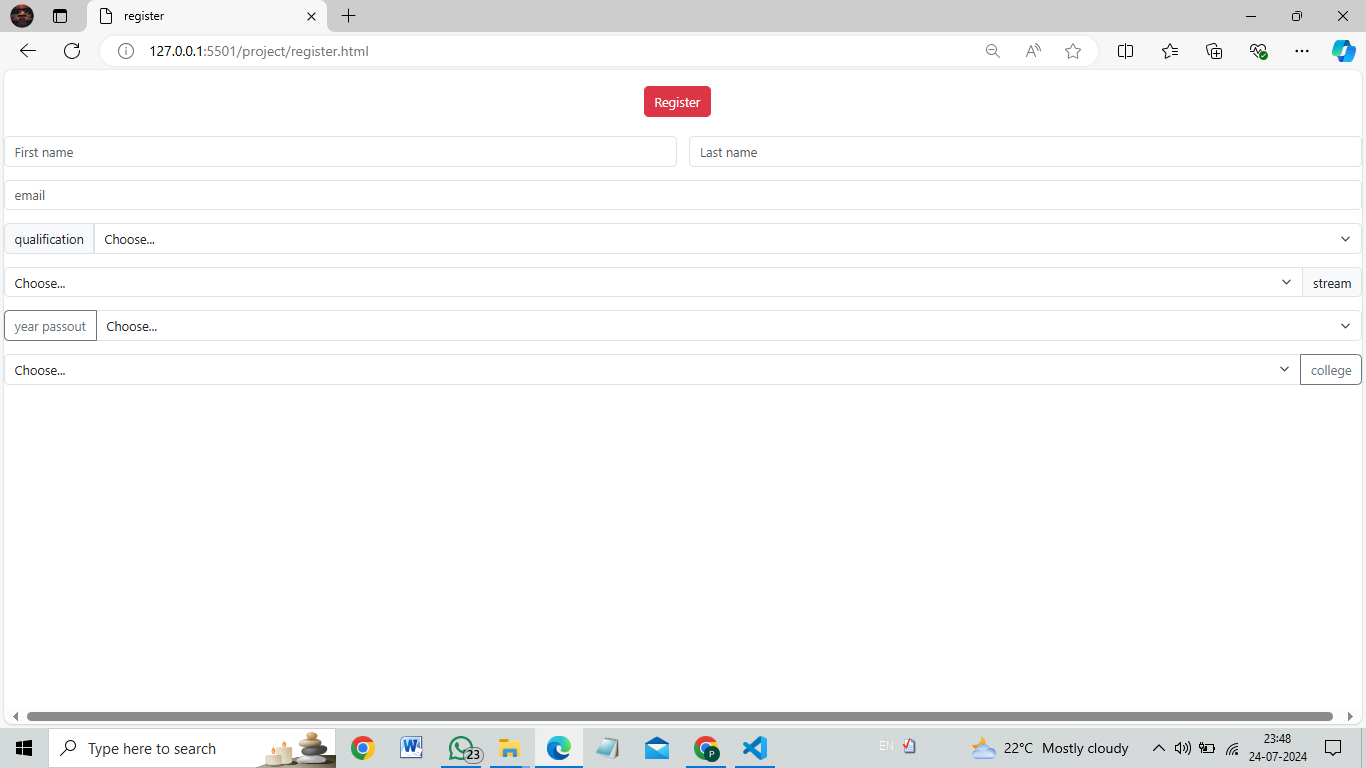 register
127.0.0.1:5501/project/register.html
Register
First name
Last name
email
qualification
Choose...
Choose...
stream
year passout
Choose...
Choose...
college
Type here to search
23
P
EN
22°C Mostly cloudy
23:48
24-07-2024